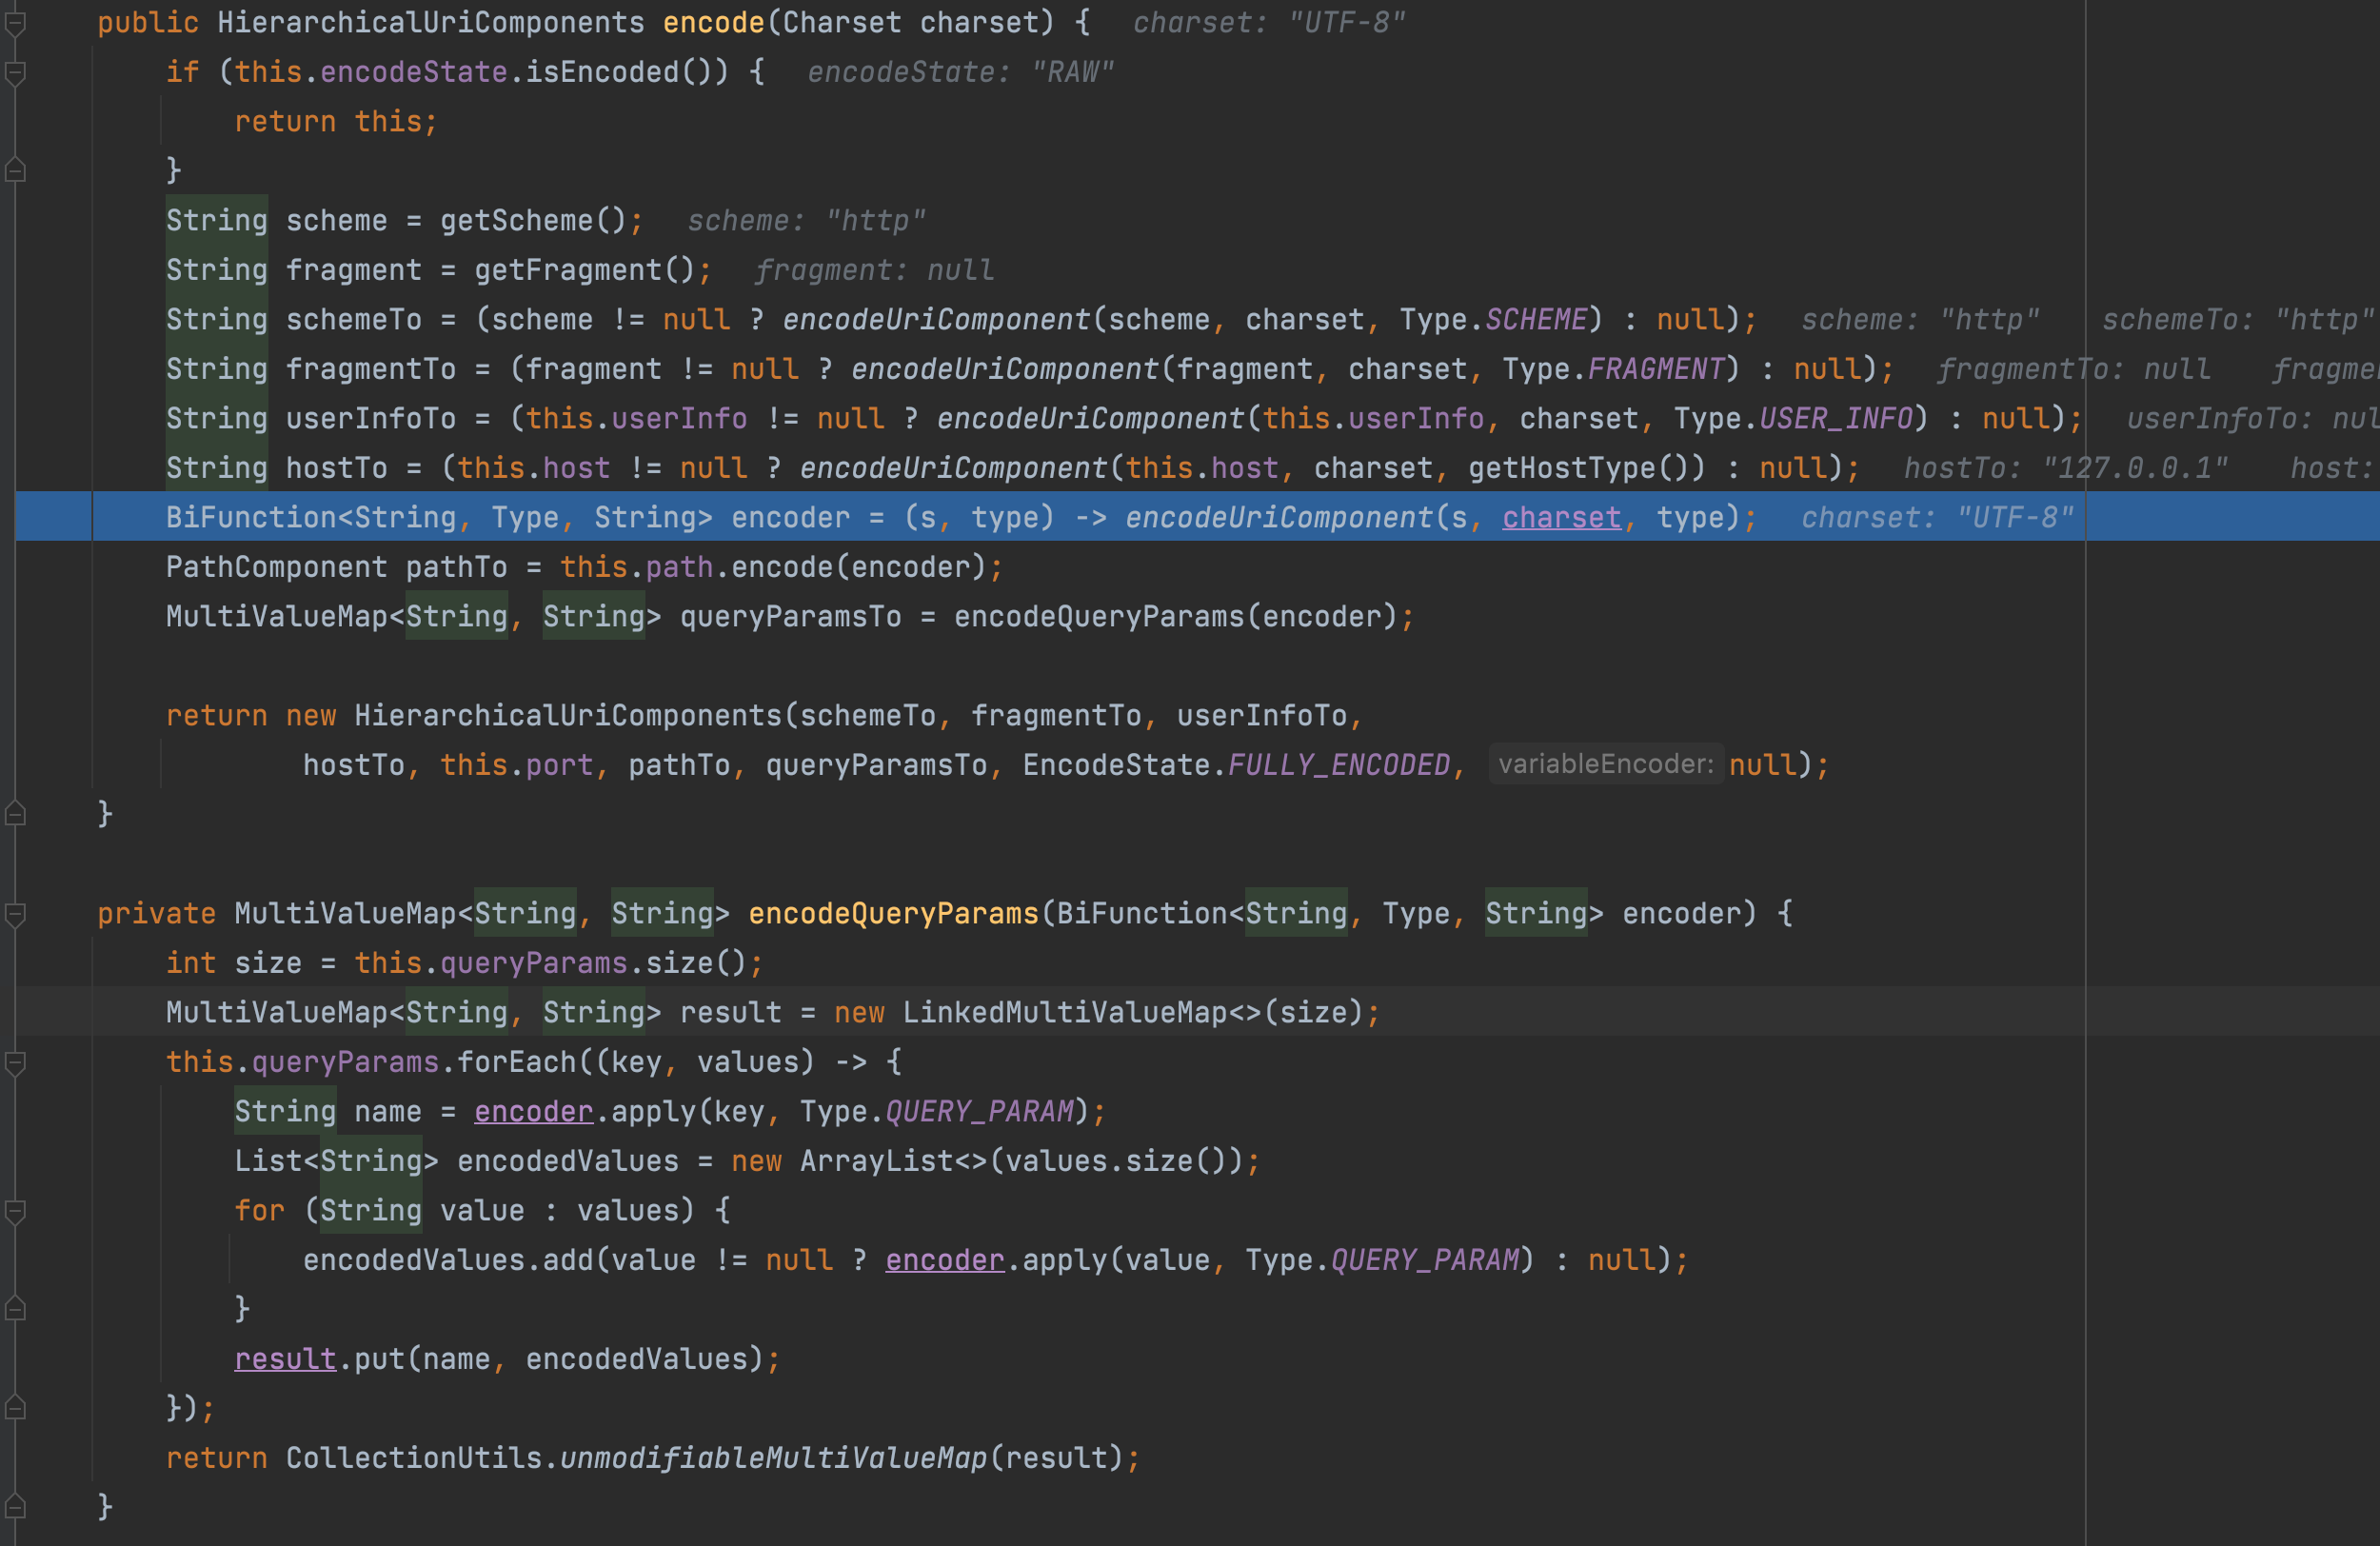 public HierarchicalUriComponents encode(Charset charset) {  charset: "UTF-8"
if (this.encodeState.isEncoded()) {  encodeState: "RAW"
return this;
}
String scheme = getScheme();  scheme: "http"
String fragment = getFragment();  fragment: null
String schemeTo = (scheme != null ? encodeUriComponent(scheme, charset, Type.SCHEME) : null);  scheme: "http"  schemeTo: "http"
String fragmentTo = (fragment != null ? encodeUriComponent(fragment, charset, Type.FRAGMENT) : null);  fragmentTo: null
String userInfoTo = (this.userInfo != null ? encodeUriComponent(this.userInfo, charset, Type.USER_INFO) : null);  userInfoTo:
String hostTo = (this.host != null ? encodeUriComponent(this.host, charset, getHostType()) : null);  hostTo: "127.0.0.1"  host:
BiFunction<String, Type, String> encoder = (s, type) -> encodeUriComponent(s, charset, type);  charset: "UTF-8"
PathComponent pathTo = this.path.encode(encoder);
MultiValueMap<String, String> queryParamsTo = encodeQueryParams(encoder);
return new HierarchicalUriComponents(schemeTo, fragmentTo, userInfoTo,
hostTo, this.port, pathTo, queryParamsTo, EncodeState.FULLY_ENCODED, variableEncoder: null);
}
private MultiValueMap<String, String> encodeQueryParams(BiFunction<String, Type, String> encoder) {
int size = this.queryParams.size();
MultiValueMap<String, String> result = new LinkedMultiValueMap<>(size);
this.queryParams.forEach((key, values) -> {
String name = encoder.apply(key, Type.QUERY_PARAM);
List<String> encodedValues = new ArrayList<>(values.size());
for (String value : values) {
encodedValues.add(value != null ? encoder.apply(value, Type.QUERY_PARAM) : null);
}
result.put(name, encodedValues);
});
return CollectionUtils.unmodifiableMultiValueMap(result);
}